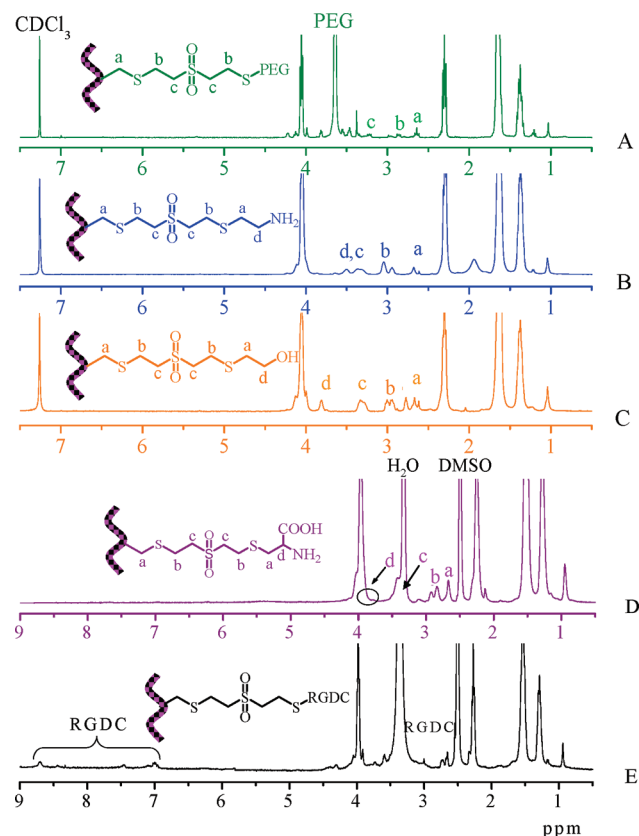 CDCl3 PEG
a b b
S c S c S PEG
O O
c b a
7 6 5 4 3 2 1 A
a b b a NH2
S c S c S d
O O
d,c b a
7 6 5 4 3 2 1 B
a b b a OH
S c S c S d
O O
d c b a
7 6 5 4 3 2 1 C
H2O DMSO
COOH
S c S c S d NH2
a b O O b a
d c b a
9 8 7 6 5 4 3 2 1 D
S S S RGDC
O O
RGDC RGDC
9 8 7 6 5 4 3 2 1 E
ppm